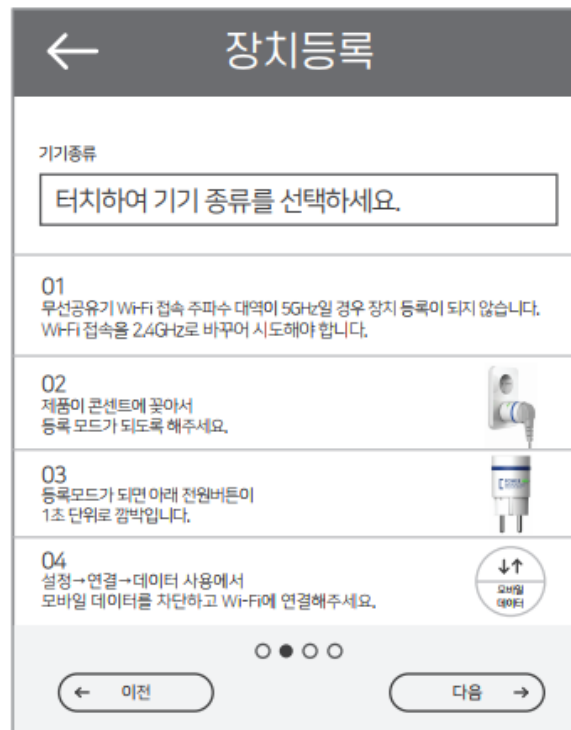 ← 장치등록
기기종류
터치하여 기기 종류를 선택하세요.
01
무선공유기 Wi-Fi 접속 주파수 대역이 5GHz일 경우 장치 등록이 되지 않습니다.
Wi-Fi 접속을 2.4GHz로 바꾸어 시도해야 합니다.
02
제품이 콘센트에 꽂아서
등록 모드가 되도록 해주세요.
03
등록모드가 되면 아래 전원버튼이
1초 단위로 깜박입니다.
04
설정→연결→데이터 사용에서
모바일 데이터를 차단하고 Wi-Fi에 연결해주세요.
↓↑
모바일
데이터
← 이전
다음 →